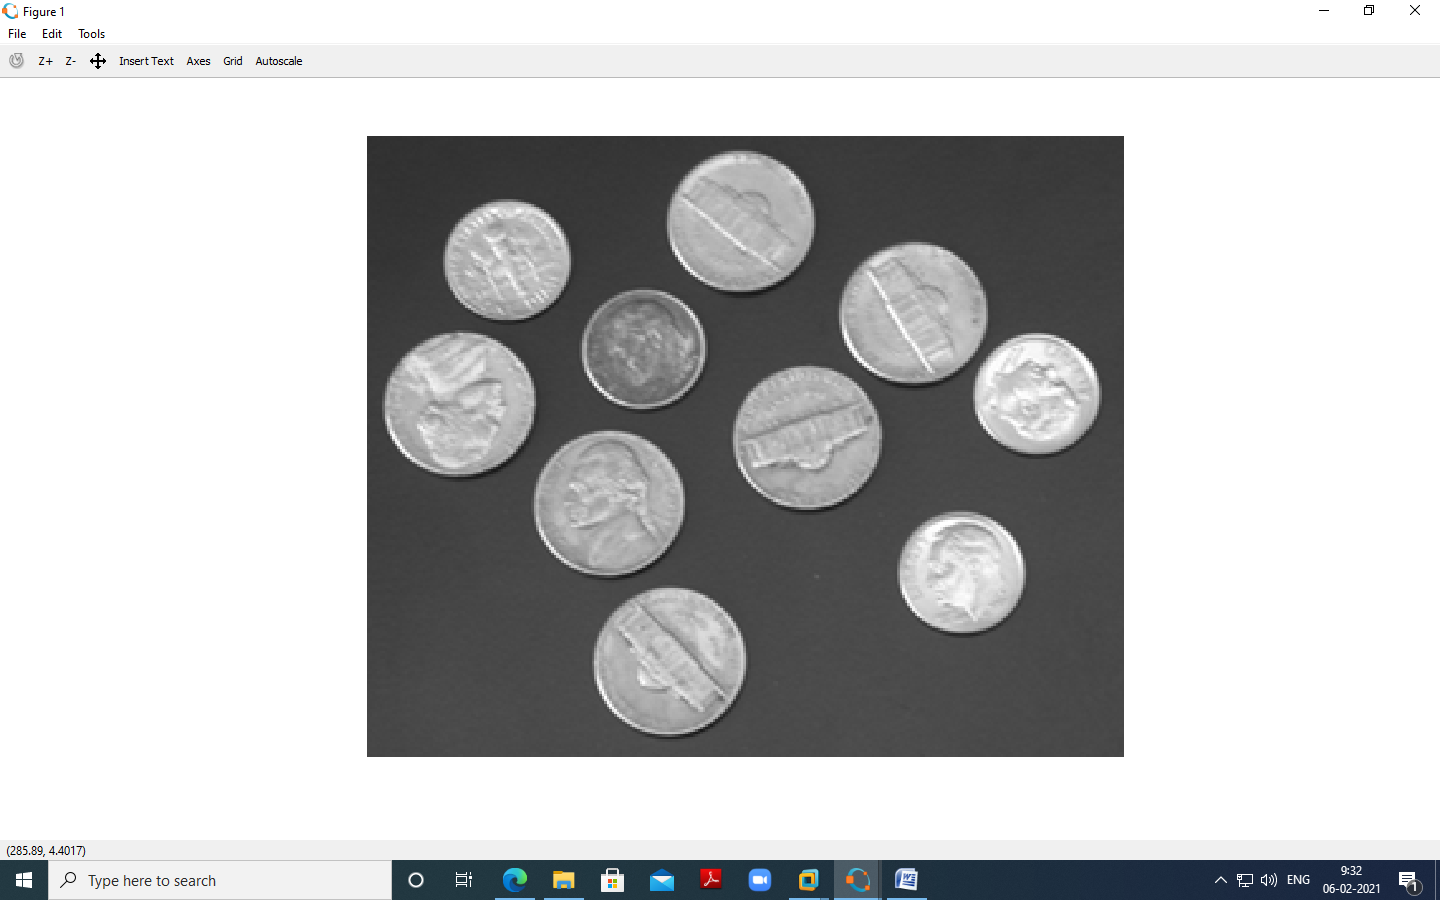 Figure 1
File Edit Tools
Z+ Z- Insert Text Axes Grid Autoscale
(285.89, 4.4017)
Type here to search
ENG
9:32
06-02-2021
1